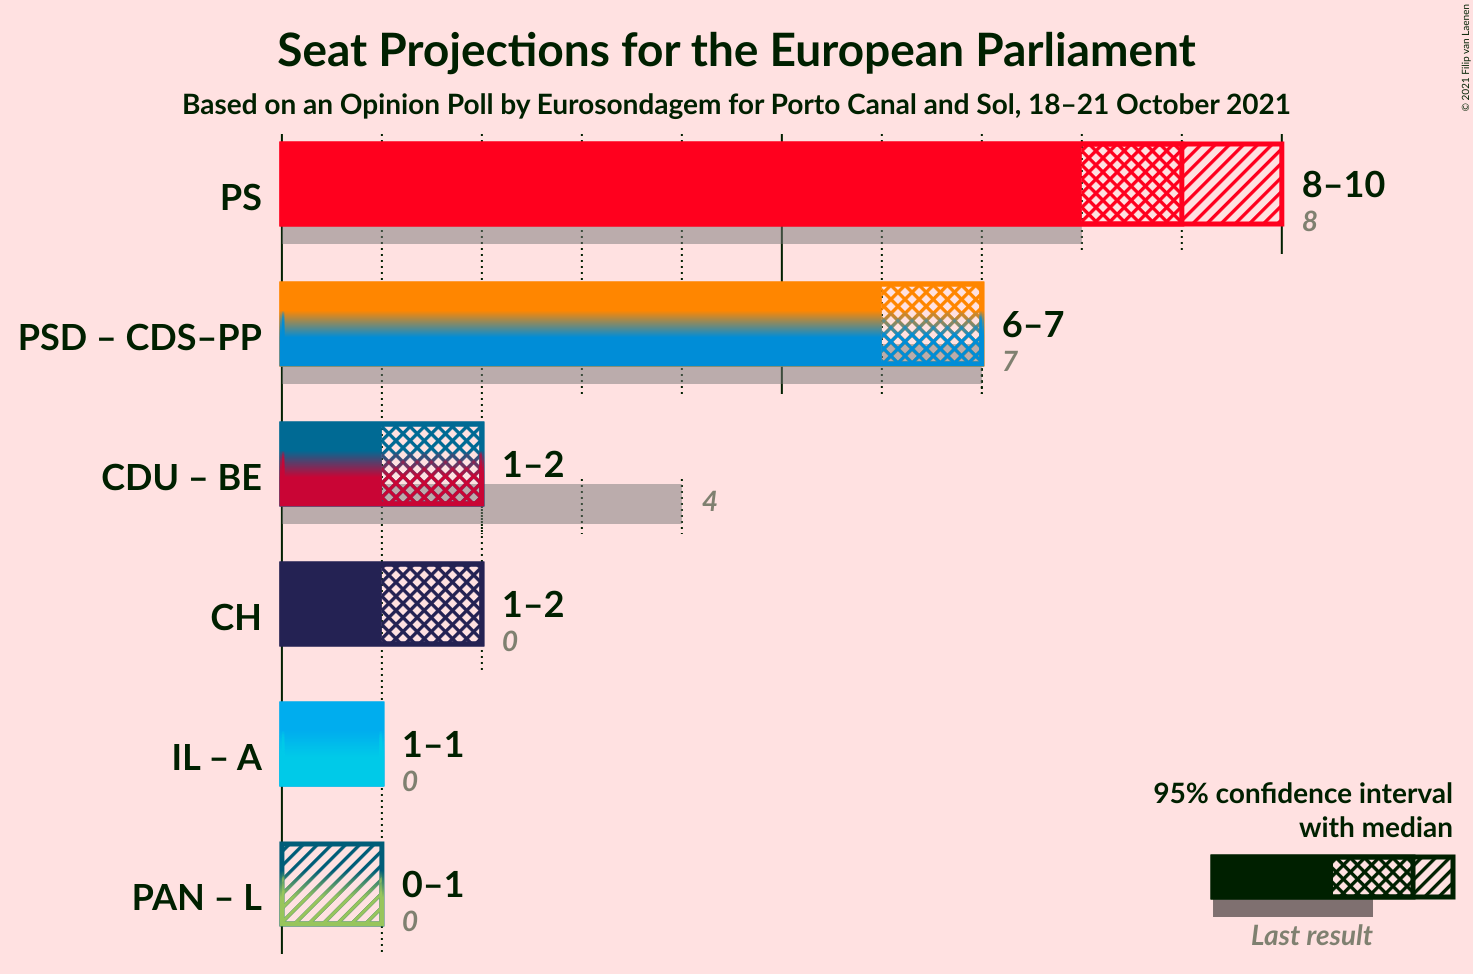 Seat Projections for the European Parliament
Based on an Opinion Poll by Eurosondagem for Porto Canal and Sol, 18–21 October 2021
© 2021 Filip van Laenen
PS
8–10
8
PSD – CDS–PP
6–7
7
CDU – BE
1–2
4
CH
1–2
0
IL – A
1–1
0
PAN – L
0–1
0
95% confidence interval
with median
Last result